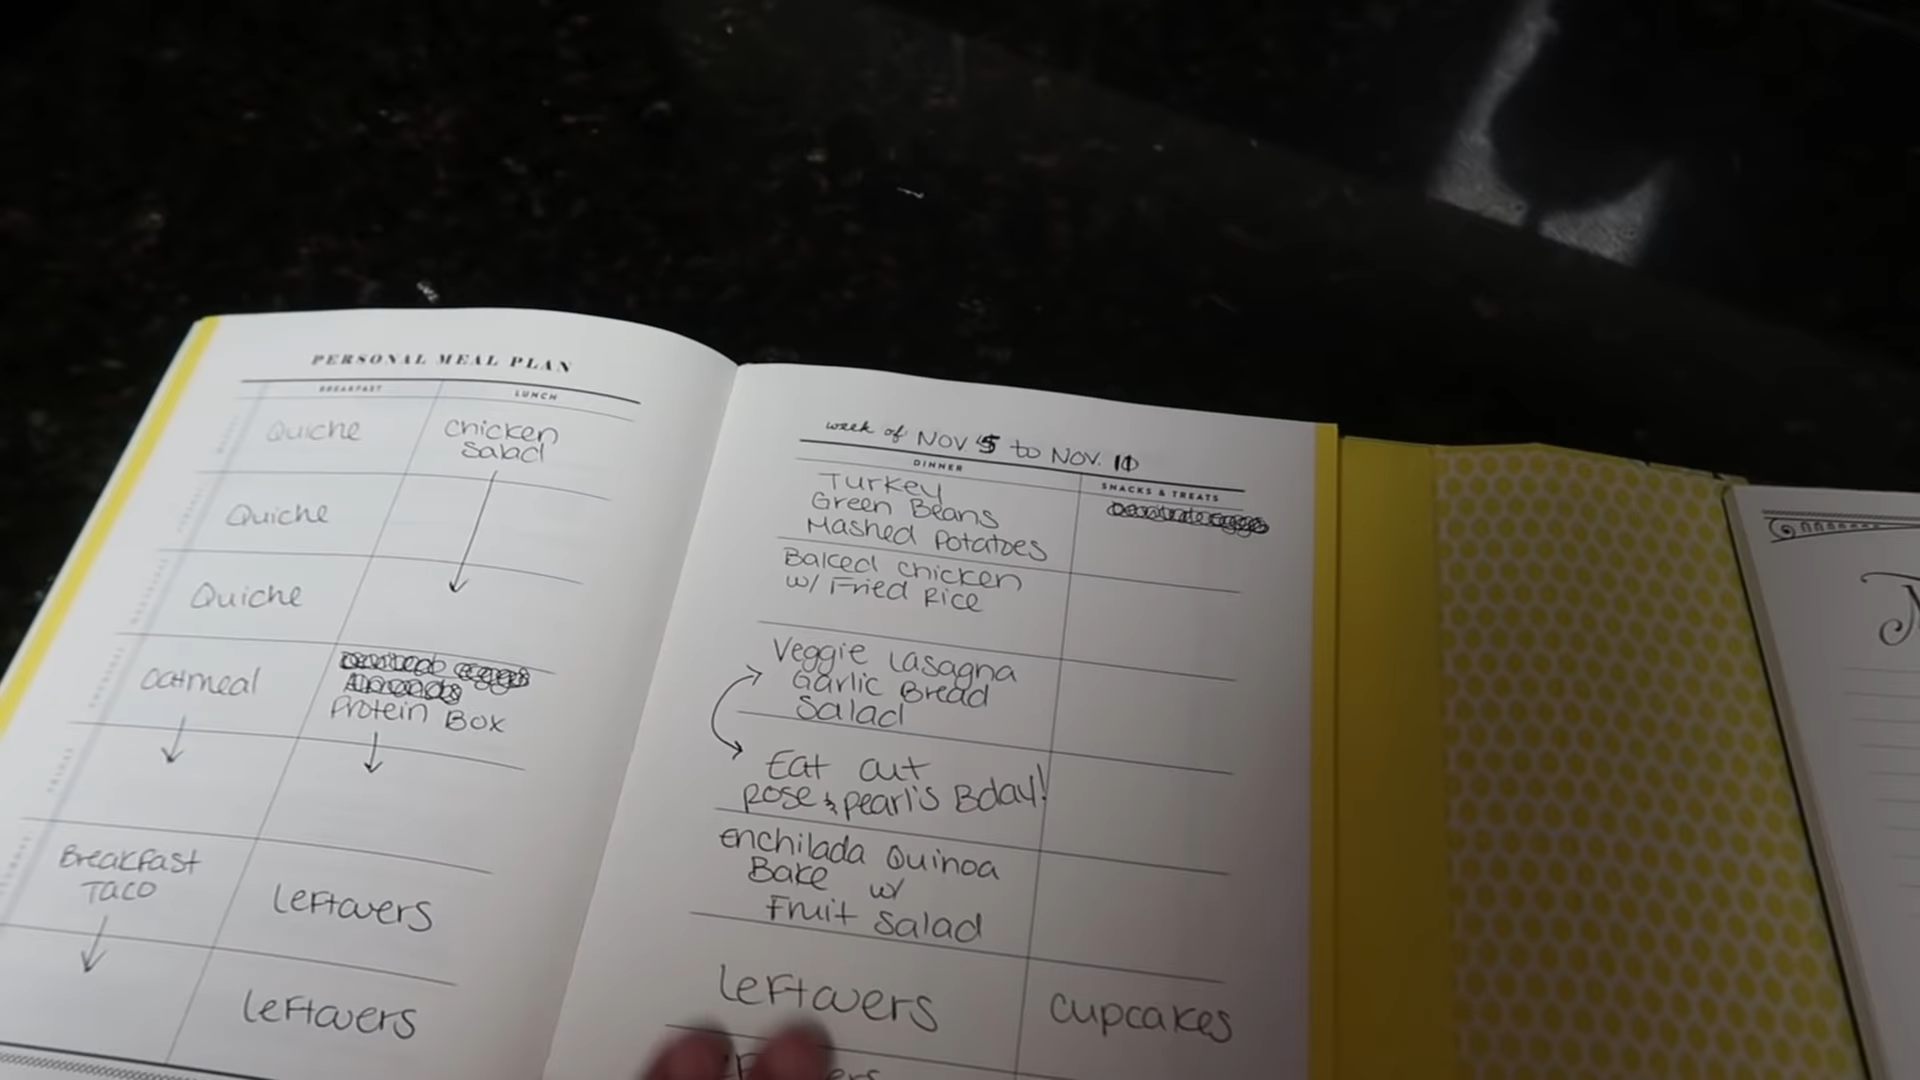 PERSONAL MEAL PLAN
BREAKFAST
LUNCH
Quiche
chicken
salad
Quiche
Quiche
oatmeal
Protein Box
Breakfast
Taco
Leftovers
Leftovers
week of NOV 5 to NOV. 10
DINNER
SNACKS & TREATS
Turkey
Green Beans
Mashed Potatoes
Baked chicken
w/ Fried Rice
Veggie Lasagna
Garlic Bread
Salad
Eat out
Rose & pearl's Bday!
enchilada Quinoa
Bake w/
Fruit Salad
Leftovers
cupcakes